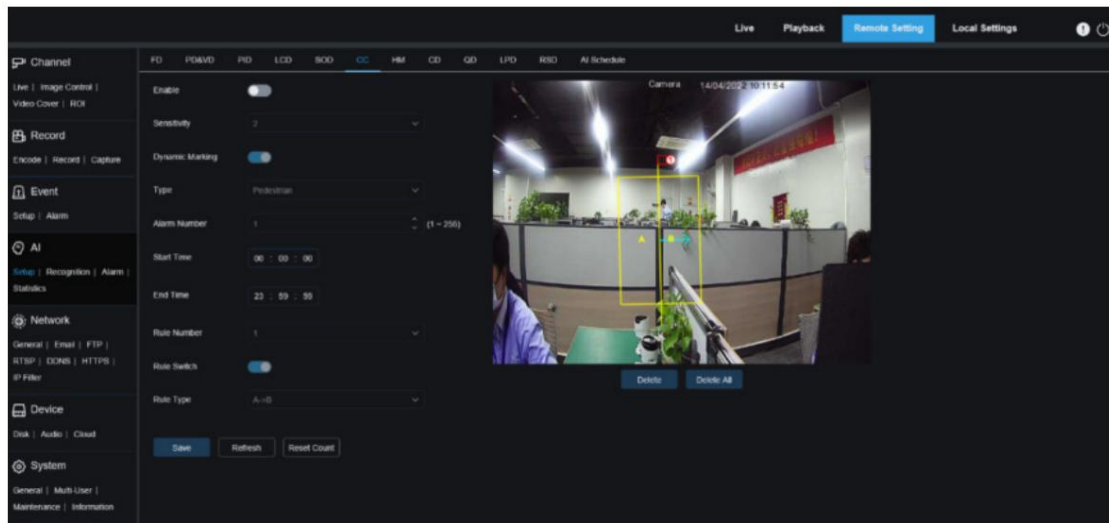 Live Playback Remote Setting Local Settings
Channel
Live | Image Control |
Video Cover | ROI
Record
Encode | Record | Capture
Event
Setup | Alarm
AI
Setup | Recognition | Alarm |
Statistics
Network
General | Email | FTP |
RTSP | DDNS | HTTPS |
IP Filter
Device
Disk | Audio | Cloud
System
General | Multi-User |
Maintenance | Information
FD PD&VD PID LCD SOD CC HM CD QD LPD RSD AI Schedule
Enable
Sensitivity 2
Dynamic Marking
Type Pedestrian
Alarm Number 1 (1~256)
Start Time 00 : 00 : 00
End Time 23 : 59 : 59
Rule Number 1
Rule Switch
Rule Type A->B
Save Refresh Reset Count
Camera 14/04/2022 10:11:54
A B
Delete Delete All